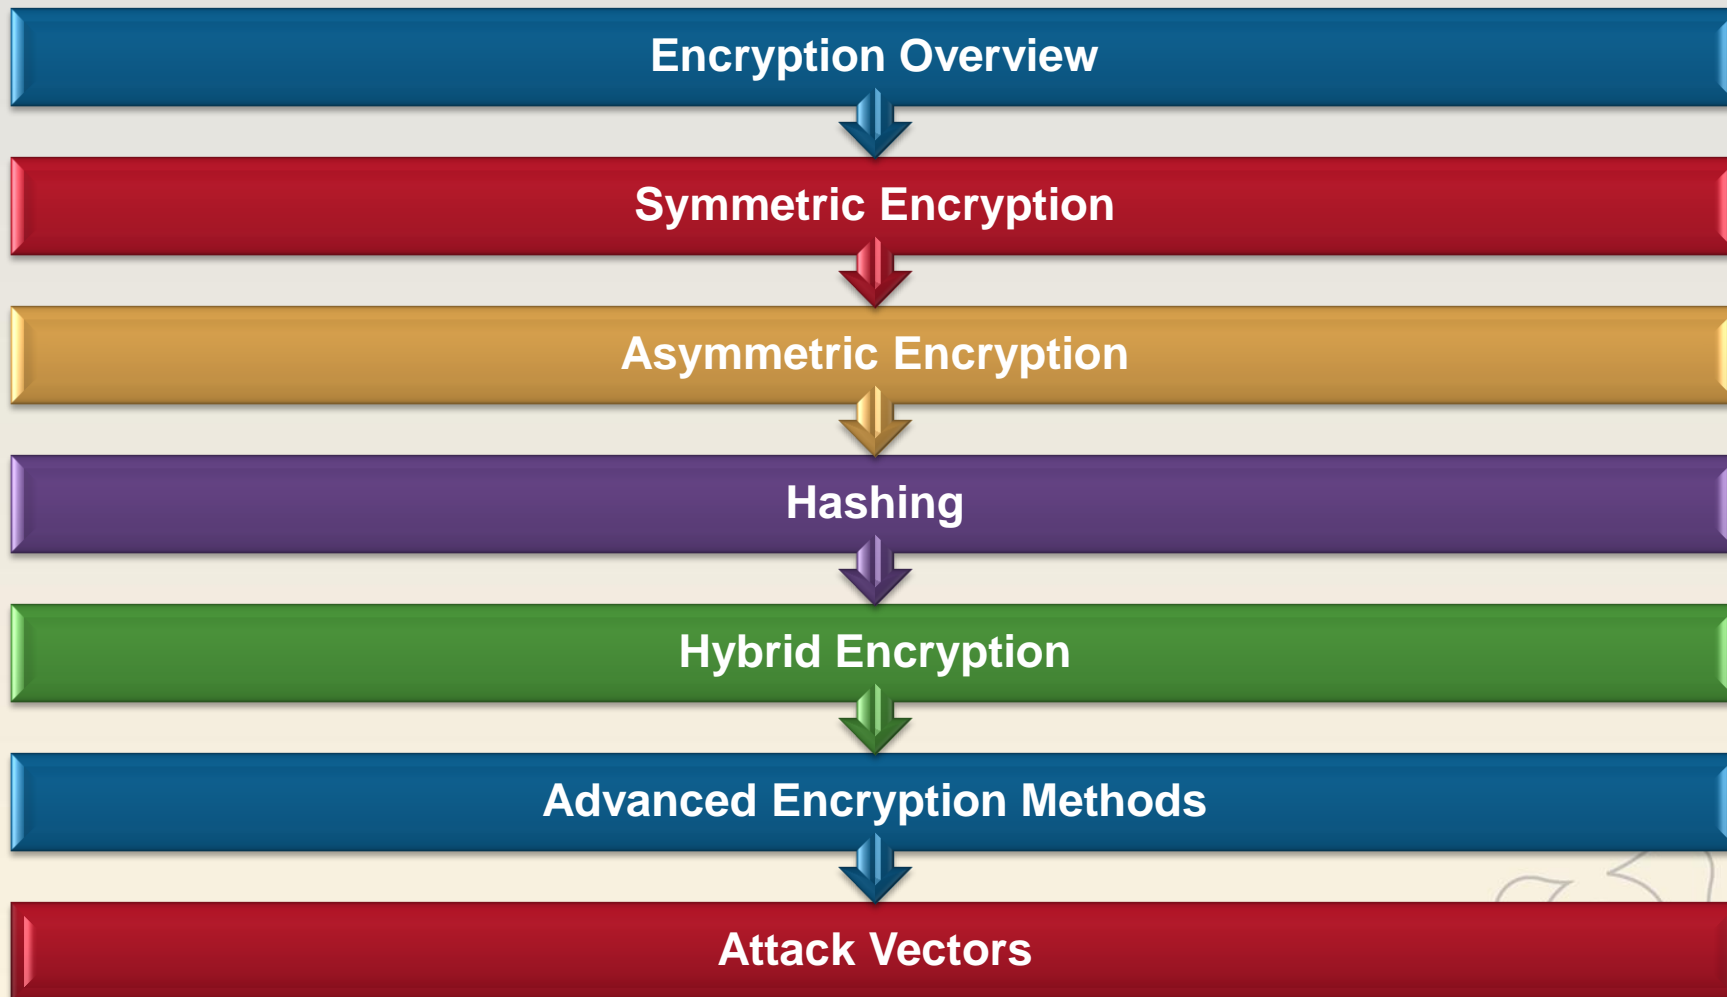 Encryption Overview
Symmetric Encryption
Asymmetric Encryption
Hashing
Hybrid Encryption
Advanced Encryption Methods
Attack Vectors